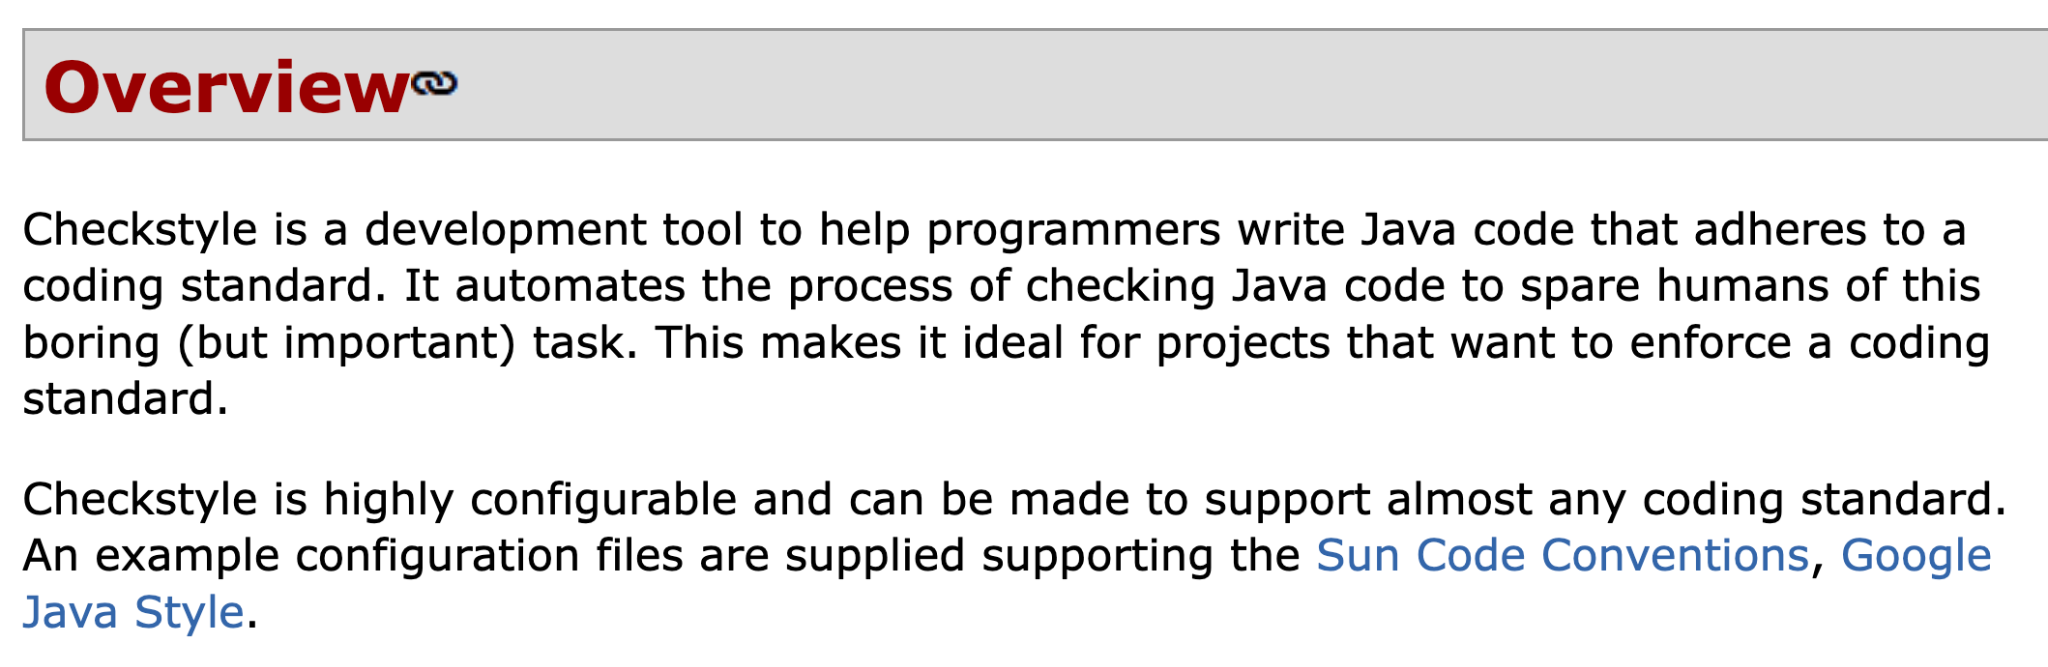 Overview
Checkstyle is a development tool to help programmers write Java code that adheres to a
coding standard. It automates the process of checking Java code to spare humans of this
boring (but important) task. This makes it ideal for projects that want to enforce a coding
standard.
Checkstyle is highly configurable and can be made to support almost any coding standard.
An example configuration files are supplied supporting the Sun Code Conventions, Google
Java Style.